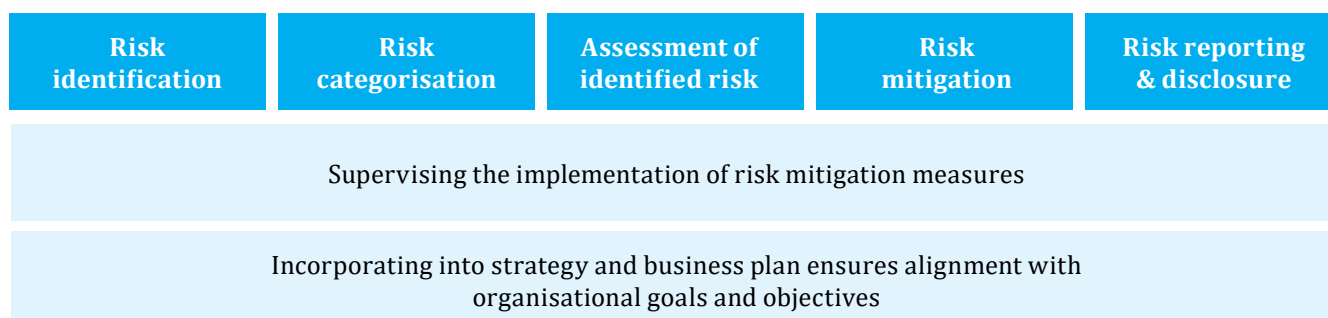 Risk
identification
Risk
categorisation
Assessment of
identified risk
Risk
mitigation
Risk reporting
& disclosure
Supervising the implementation of risk mitigation measures
Incorporating into strategy and business plan ensures alignment with
organisational goals and objectives